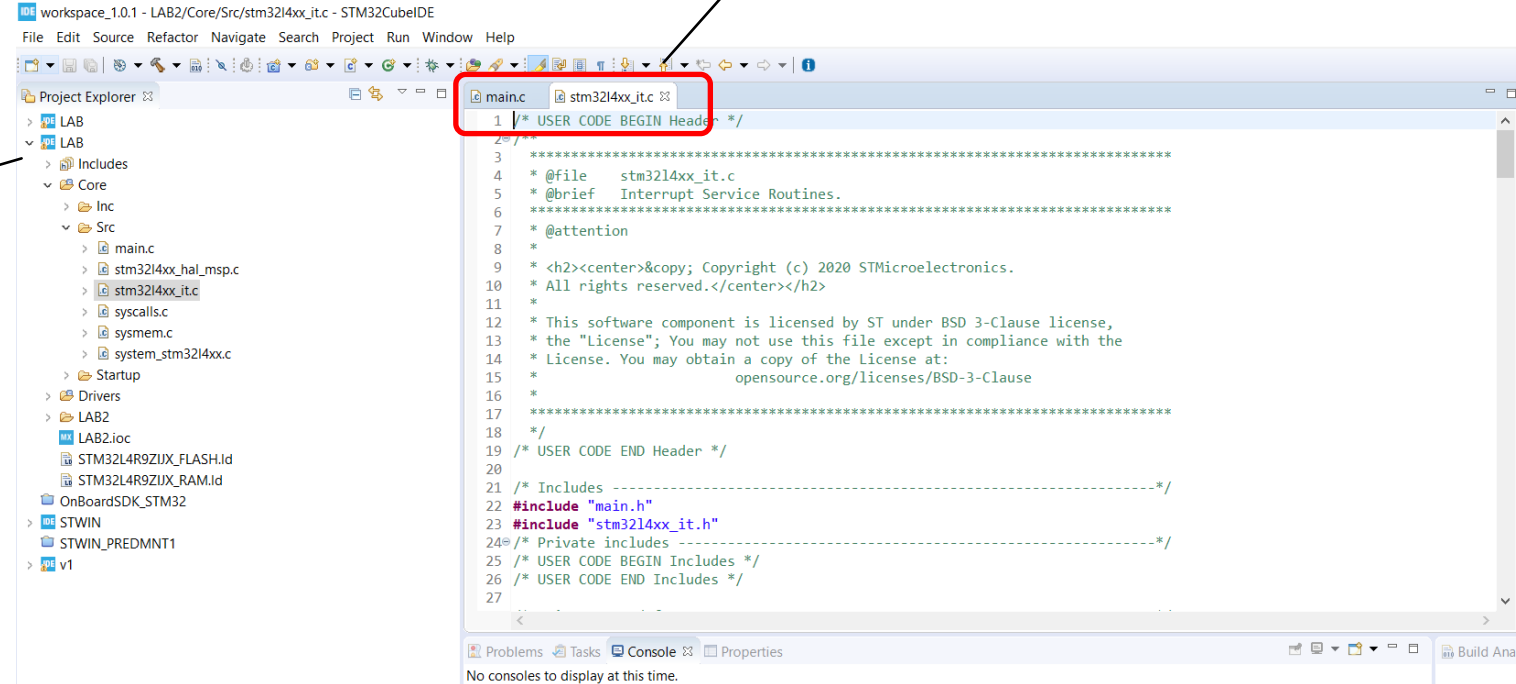 IDE workspace_1.0.1 - LAB2/Core/Src/stm32l4xx_it.c - STM32CubeIDE
File Edit Source Refactor Navigate Search Project Run Window Help
Project Explorer
main.c
stm32l4xx_it.c
LAB
LAB
Includes
Core
Inc
Src
main.c
stm32l4xx_hal_msp.c
stm32l4xx_it.c
syscalls.c
sysmem.c
system_stm32l4xx.c
Startup
Drivers
LAB2
MX LAB2.ioc
STM32L4R9ZIJX_FLASH.ld
STM32L4R9ZIJX_RAM.ld
OnBoardSDK_STM32
IDE STWIN
STWIN_PREDMNT1
v1
1 /* USER CODE BEGIN Header */
2 /**
3 ******************************************************************************
4 * @file    stm32l4xx_it.c
5 * @brief   Interrupt Service Routines.
6 ******************************************************************************
7 * @attention
8 *
9 * <h2><center>&copy; Copyright (c) 2020 STMicroelectronics.
10 * All rights reserved.</center></h2>
11 *
12 * This software component is licensed by ST under BSD 3-Clause license,
13 * the "License"; You may not use this file except in compliance with the
14 * License. You may obtain a copy of the License at:
15 *                        opensource.org/licenses/BSD-3-Clause
16 *
17 ******************************************************************************
18 */
19 /* USER CODE END Header */
20
21 /* Includes ------------------------------------------------------------------*/
22 #include "main.h"
23 #include "stm32l4xx_it.h"
24 /* Private includes ----------------------------------------------------------*/
25 /* USER CODE BEGIN Includes */
26 /* USER CODE END Includes */
27
Problems Tasks Console Properties
Build Ana
No consoles to display at this time.